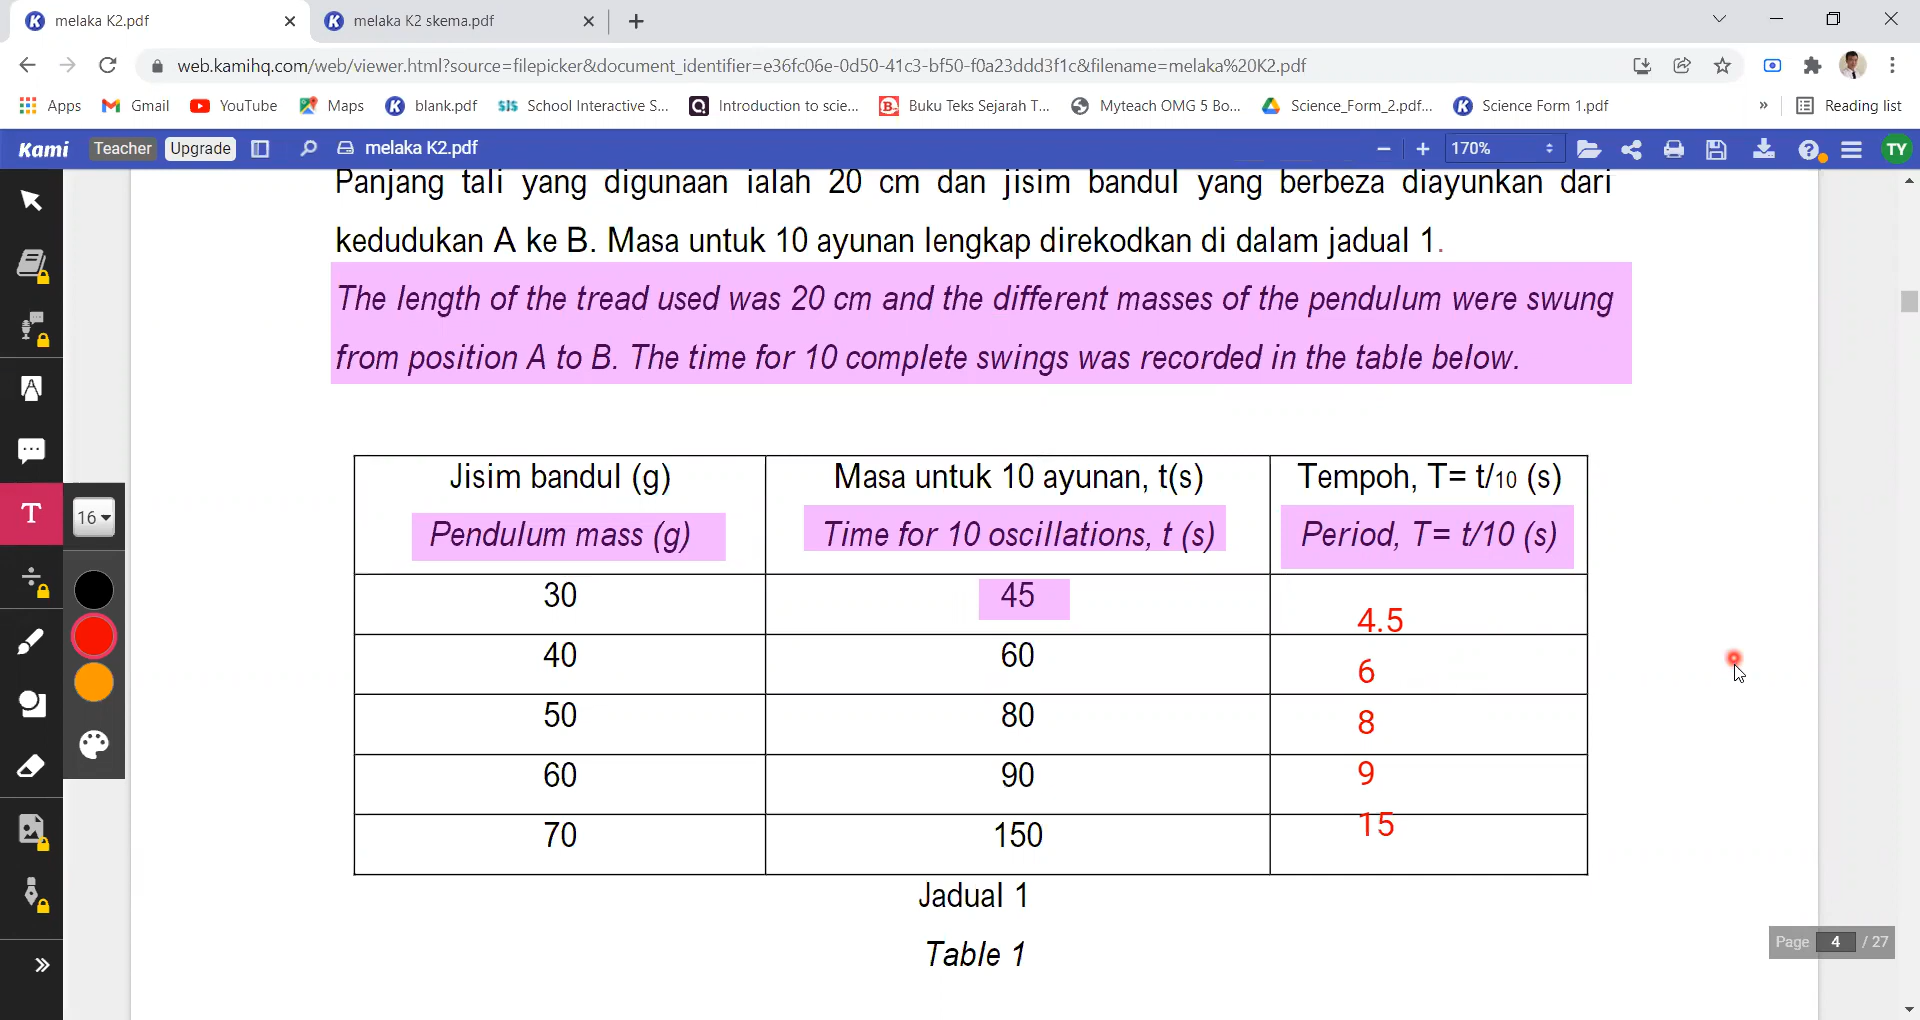 melaka K2.pdf
melaka K2 skema.pdf
web.kamihq.com/web/viewer.html?source=filepicker&document_identifier=e36fc06e-0d50-41c3-bf50-f0a23ddd3f1c&filename=melaka%20K2.pdf
Apps Gmail YouTube Maps blank.pdf SIS School Interactive S... Introduction to scie... Buku Teks Sejarah T... Myteach OMG 5 Bo... Science_Form_2.pdf... Science Form 1.pdf » Reading list
Kami Teacher Upgrade melaka K2.pdf 170% TY
Panjang tali yang digunaan ialah 20 cm dan jisim bandul yang berbeza diayunkan dari
kedudukan A ke B. Masa untuk 10 ayunan lengkap direkodkan di dalam jadual 1.
The length of the tread used was 20 cm and the different masses of the pendulum were swung
from position A to B. The time for 10 complete swings was recorded in the table below.
Jisim bandul (g) Masa untuk 10 ayunan, t(s) Tempoh, T= t/10 (s)
Pendulum mass (g) Time for 10 oscillations, t (s) Period, T= t/10 (s)
30 45 4.5
40 60 6
50 80 8
60 90 9
70 150 15
Jadual 1
Table 1
T 16
Page 4 / 27